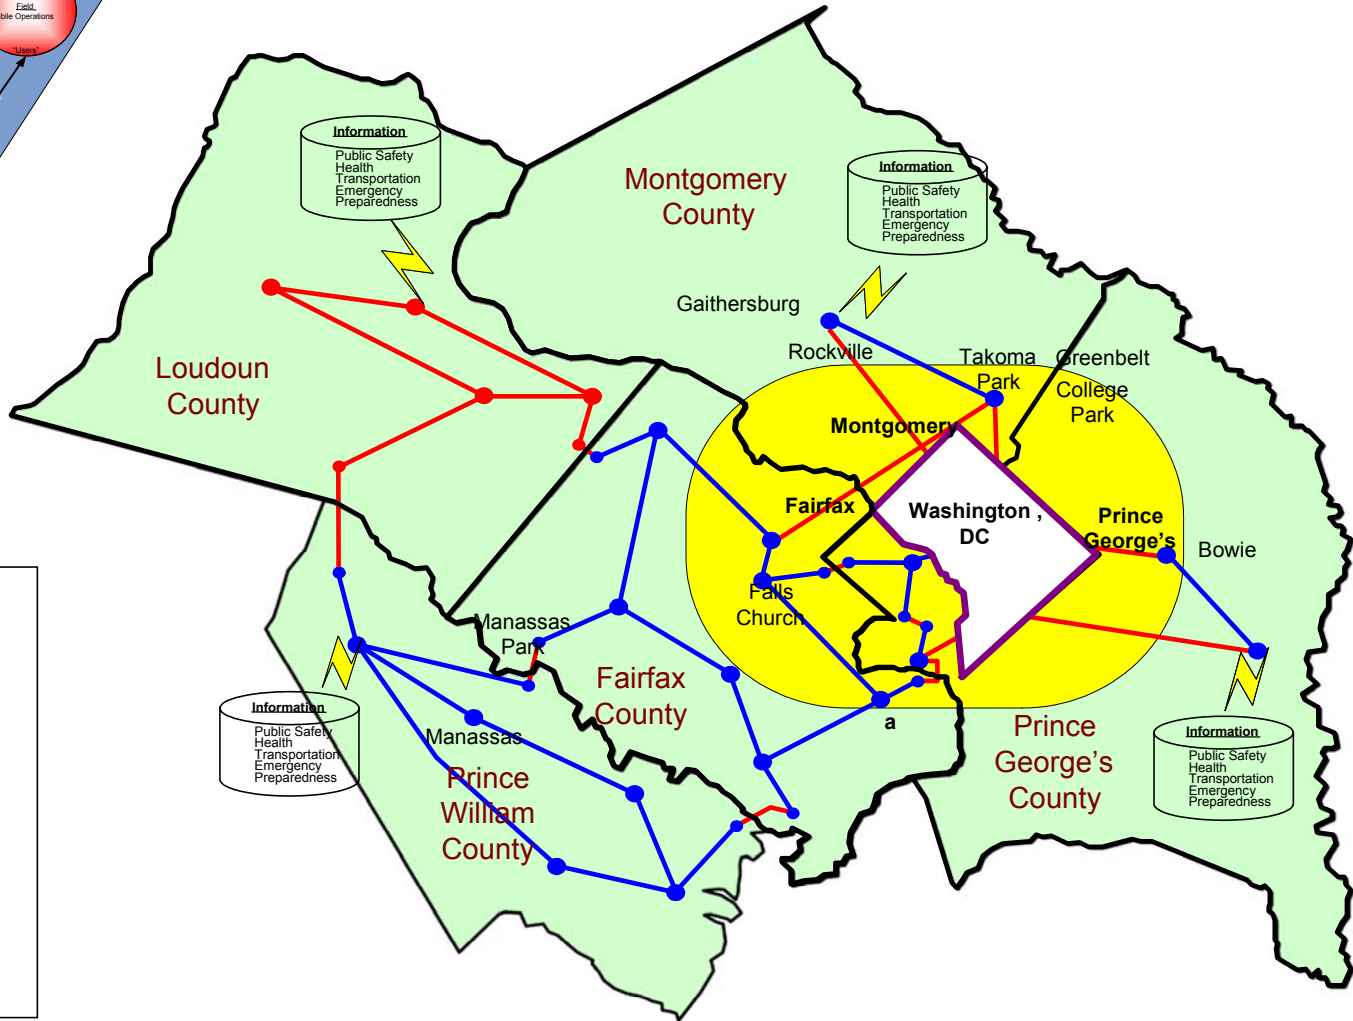 Field
bile Operations
"Users"
Information
Public Safety
Health
Transportation
Emergency
Preparedness
Information
Public Safety
Health
Transportation
Emergency
Preparedness
Montgomery
County
Gaithersburg
Rockville
Takoma
Park
Greenbelt
College
Park
Loudoun
County
Montgomery
Fairfax
Washington ,
DC
Prince
George's
Bowie
Falls
Church
Manassas
Park
Fairfax
County
a
Information
Public Safety
Health
Transportation
Emergency
Preparedness
Manassas
Prince
William
County
Prince
George's
County
Information
Public Safety
Health
Transportation
Emergency
Preparedness